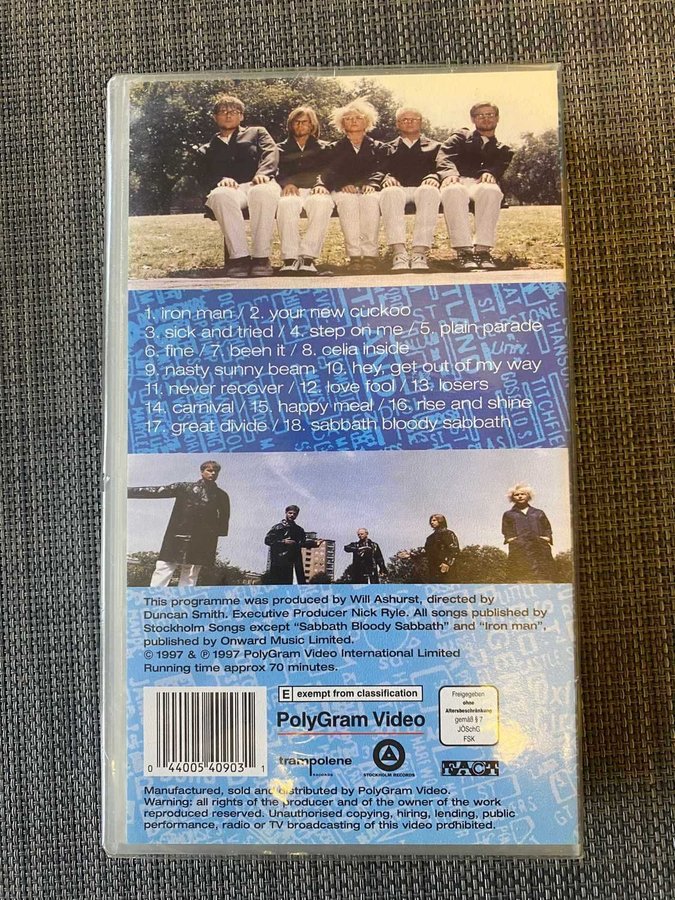 1. iron man / 2. your new cuckoo
3. sick and tried / 4. step on me / 5. plain parade
6. fine / 7. been it / 8. celia inside
9. nasty sunny beam 10. hey, get out of my way
11. never recover / 12. love fool / 13. losers
14. carnival / 15. happy meal / 16. rise and shine
17. great divide / 18. sabbath bloody sabbath
This programme was produced by Will Ashurst, directed by
Duncan Smith. Executive Producer Nick Ryle. All songs published by
Stockholm Songs except "Sabbath Bloody Sabbath" and "Iron man",
published by Onward Music Limited.
© 1997 & ℗ 1997 PolyGram Video International Limited
Running time approx 70 minutes.
E exempt from classification
PolyGram Video
trampolene
RECORDS
STOCKHOLM RECORDS
Freigegeben
ohne
Altersbeschränkung
gemäß § 7
JÖSchG
FSK
FACT
0 44005 40903 1
Manufactured, sold and distributed by PolyGram Video.
Warning: all rights of the producer and of the owner of the work
reproduced reserved. Unauthorised copying, hiring, lending, public
performance, radio or TV broadcasting of this video prohibited.